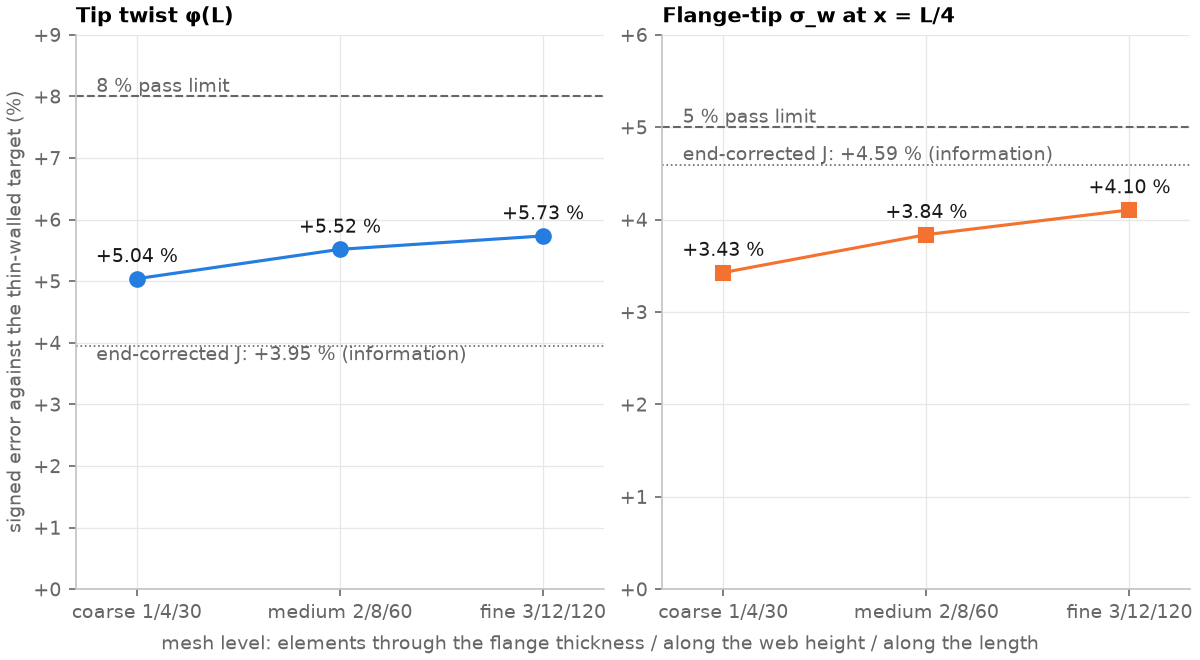 Tip twist φ(L)
signed error against the thin-walled target (%)
+9
+8
+7
+6
+5
+4
+3
+2
+1
+0
8 % pass limit
+5.04 %
+5.52 %
+5.73 %
end-corrected J: +3.95 % (information)
coarse 1/4/30
medium 2/8/60
fine 3/12/120
Flange-tip σ_w at x = L/4
+6
+5
+4
+3
+2
+1
+0
5 % pass limit
end-corrected J: +4.59 % (information)
+3.43 %
+3.84 %
+4.10 %
coarse 1/4/30
medium 2/8/60
fine 3/12/120
mesh level: elements through the flange thickness / along the web height / along the length